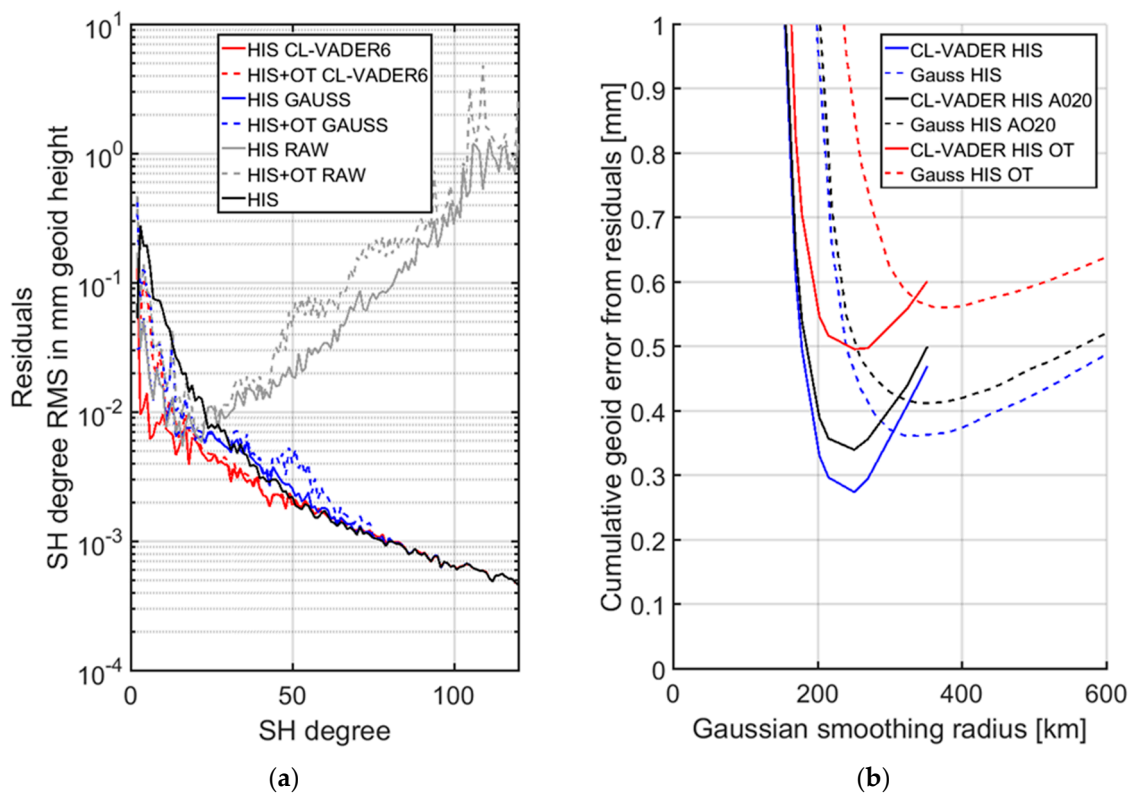 Residuals
SH degree RMS in mm geoid height
10^1
10^0
10^-1
10^-2
10^-3
10^-4
HIS CL-VADER6
HIS+OT CL-VADER6
HIS GAUSS
HIS+OT GAUSS
HIS RAW
HIS+OT RAW
HIS
0 50 100
SH degree
(a)
Cumulative geoid error from residuals [mm]
1
0.9
0.8
0.7
0.6
0.5
0.4
0.3
0.2
0.1
0
CL-VADER HIS
Gauss HIS
CL-VADER HIS A020
Gauss HIS AO20
CL-VADER HIS OT
Gauss HIS OT
0 200 400 600
Gaussian smoothing radius [km]
(b)